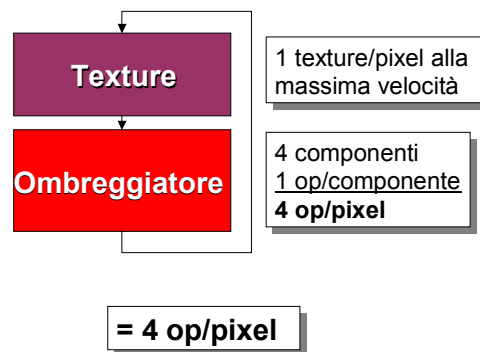 Texture
1 texture/pixel alla
massima velocità
Ombreggiatore
4 componenti
1 op/componente
4 op/pixel
= 4 op/pixel